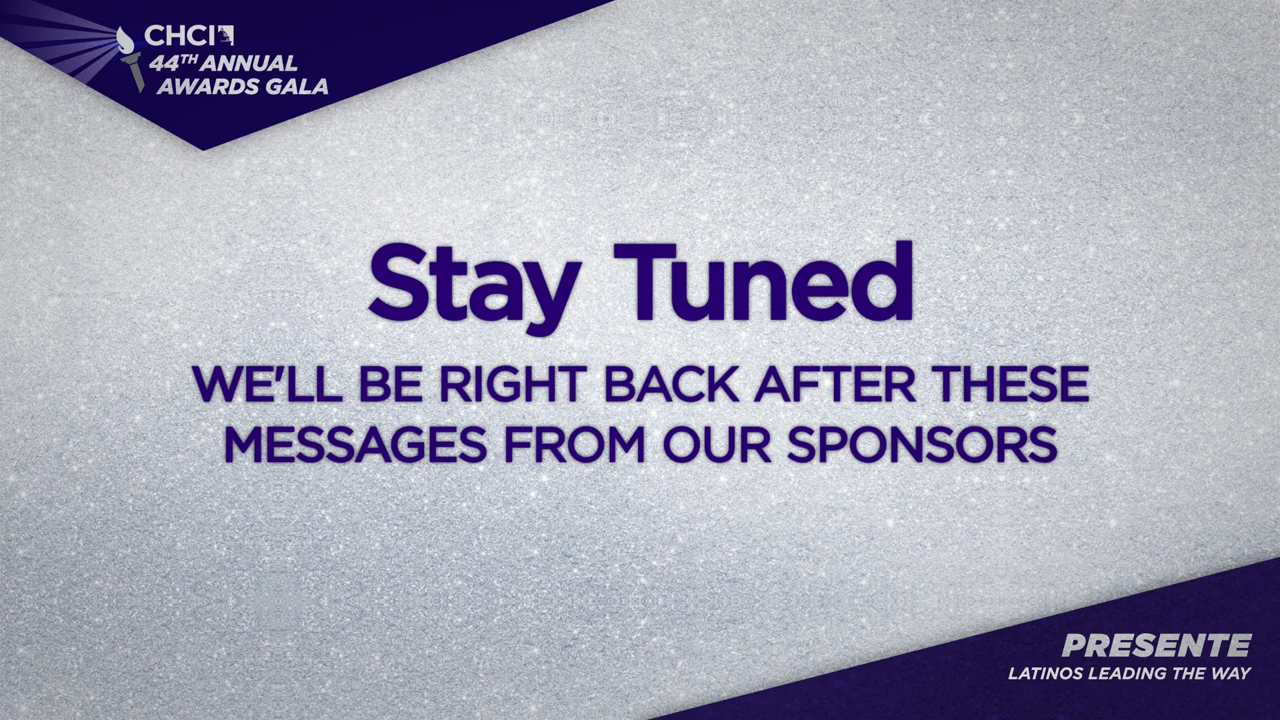 CHCI
44TH ANNUAL
AWARDS GALA
Stay Tuned
WE'LL BE RIGHT BACK AFTER THESE
MESSAGES FROM OUR SPONSORS
PRESENTE
LATINOS LEADING THE WAY